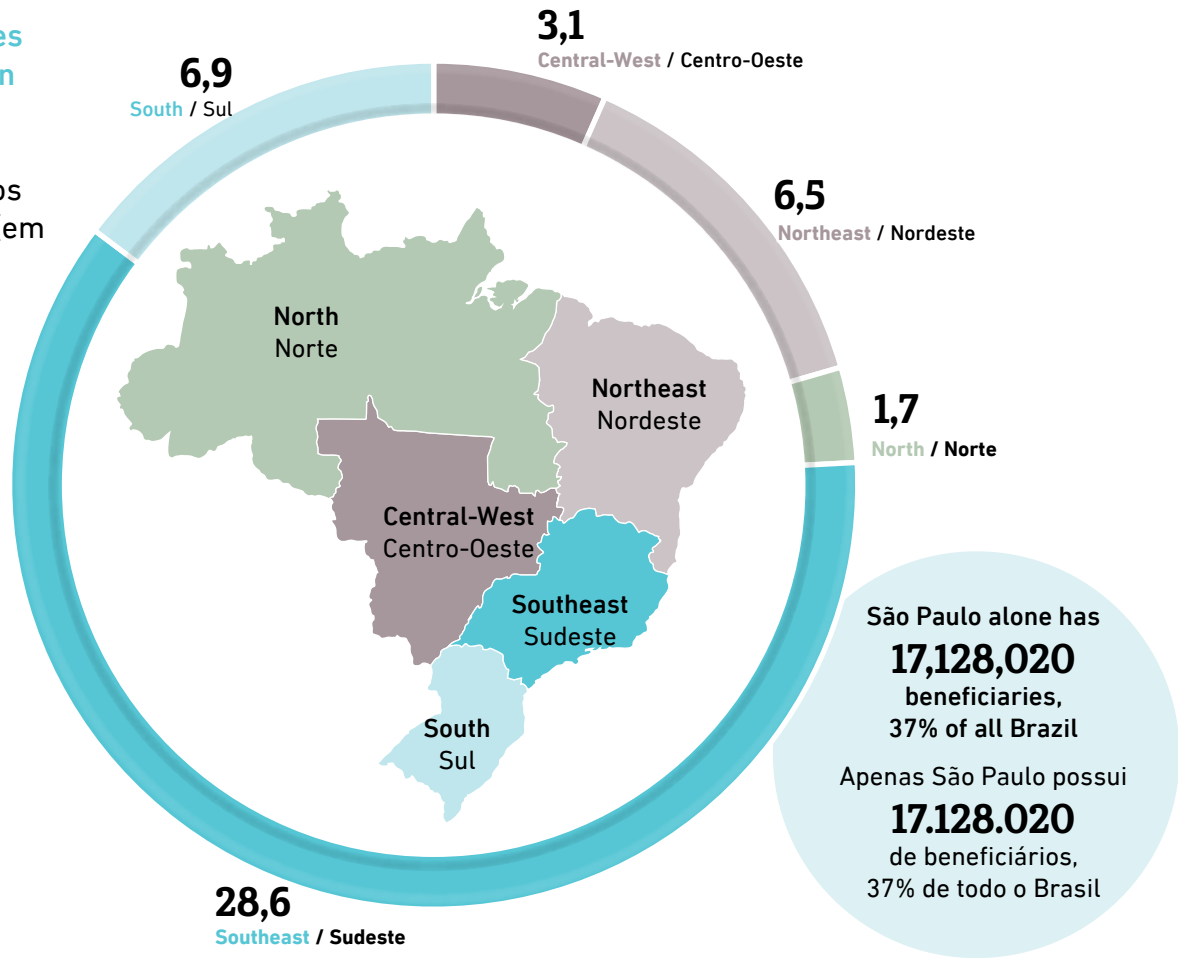 es
n
os
em
3,1
Central-West / Centro-Oeste
6,9
South / Sul
6,5
Northeast / Nordeste
1,7
North / Norte
North
Norte
Northeast
Nordeste
Central-West
Centro-Oeste
Southeast
Sudeste
South
Sul
28,6
Southeast / Sudeste
São Paulo alone has
17,128,020
beneficiaries,
37% of all Brazil
Apenas São Paulo possui
17.128.020
de beneficiários,
37% de todo o Brasil